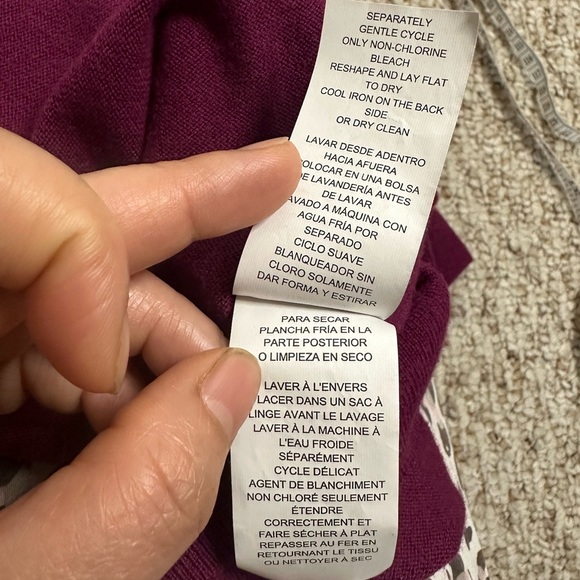 SEPARATELY
GENTLE CYCLE
ONLY NON-CHLORINE
BLEACH
RESHAPE AND LAY FLAT
TO DRY
COOL IRON ON THE BACK
SIDE
OR DRY CLEAN
LAVAR DESDE ADENTRO
HACIA AFUERA
OLOCAR EN UNA BOLSA
DE LAVANDERÍA ANTES
DE LAVAR
AVADO A MÁQUINA CON
AGUA FRÍA POR
SEPARADO
CICLO SUAVE
BLANQUEADOR SIN
CLORO SOLAMENTE
DAR FORMA Y ESTIRAR
PARA SECAR
PLANCHA FRÍA EN LA
PARTE POSTERIOR
O LIMPIEZA EN SECO
LAVER À L'ENVERS
LACER DANS UN SAC À
LINGE AVANT LE LAVAGE
LAVER À LA MACHINE À
L'EAU FROIDE
SÉPARÉMENT
CYCLE DÉLICAT
AGENT DE BLANCHIMENT
NON CHLORÉ SEULEMENT
ÉTENDRE
CORRECTEMENT ET
FAIRE SÉCHER À PLAT
REPASSER AU FER EN
RETOURNANT LE TISSU
OU NETTOYER À SEC